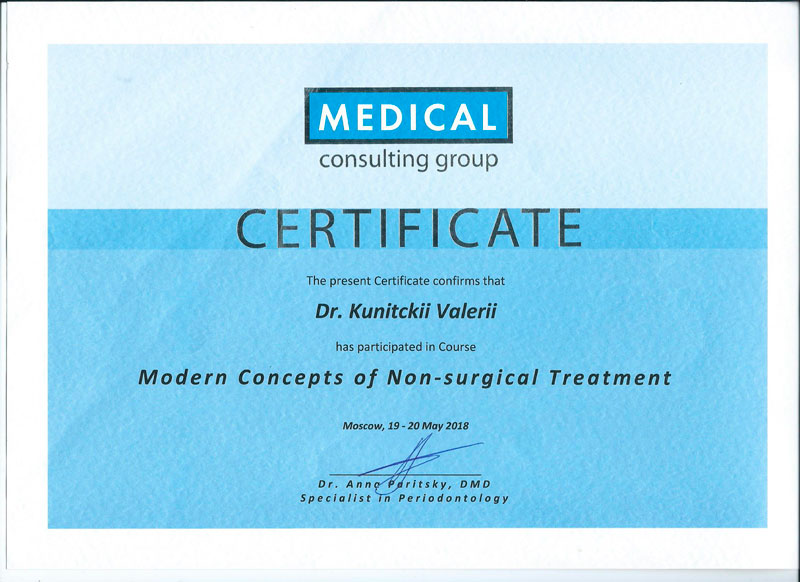 MEDICAL
consulting group
CERTIFICATE
The present Certificate confirms that
Dr. Kunitckii Valerii
has participated in Course
Modern Concepts of Non-surgical Treatment
Moscow, 19 - 20 May 2018
Dr. Anna Paritsky, DMD
Specialist in Periodontology